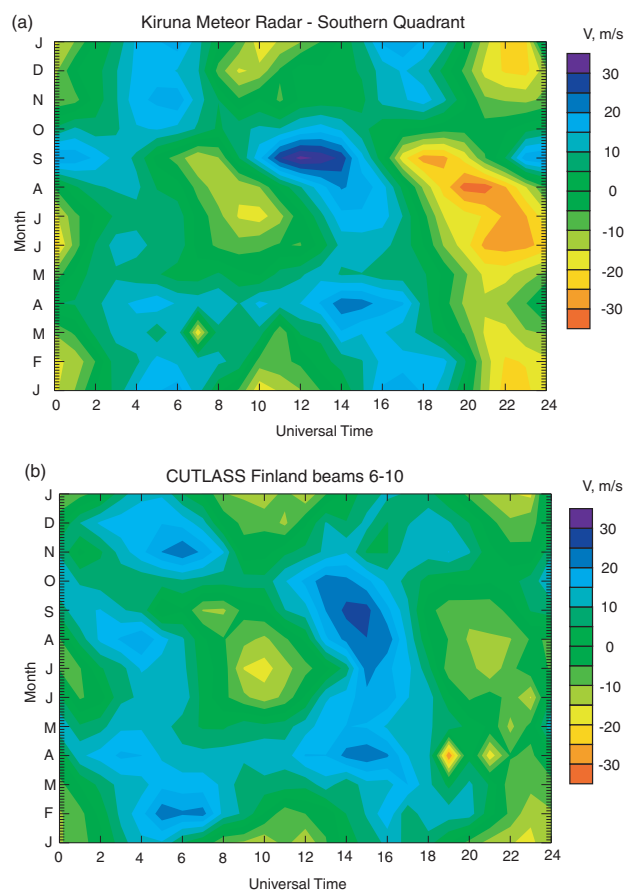 (a)
Kiruna Meteor Radar - Southern Quadrant
V, m/s
J
D
N
O
S
A
J
J
M
A
M
F
J
Month
0 2 4 6 8 10 12 14 16 18 20 22 24
Universal Time
30
20
10
0
-10
-20
-30
(b)
CUTLASS Finland beams 6-10
V, m/s
J
D
N
O
S
A
J
J
M
A
M
F
J
Month
0 2 4 6 8 10 12 14 16 18 20 22 24
Universal Time
30
20
10
0
-10
-20
-30